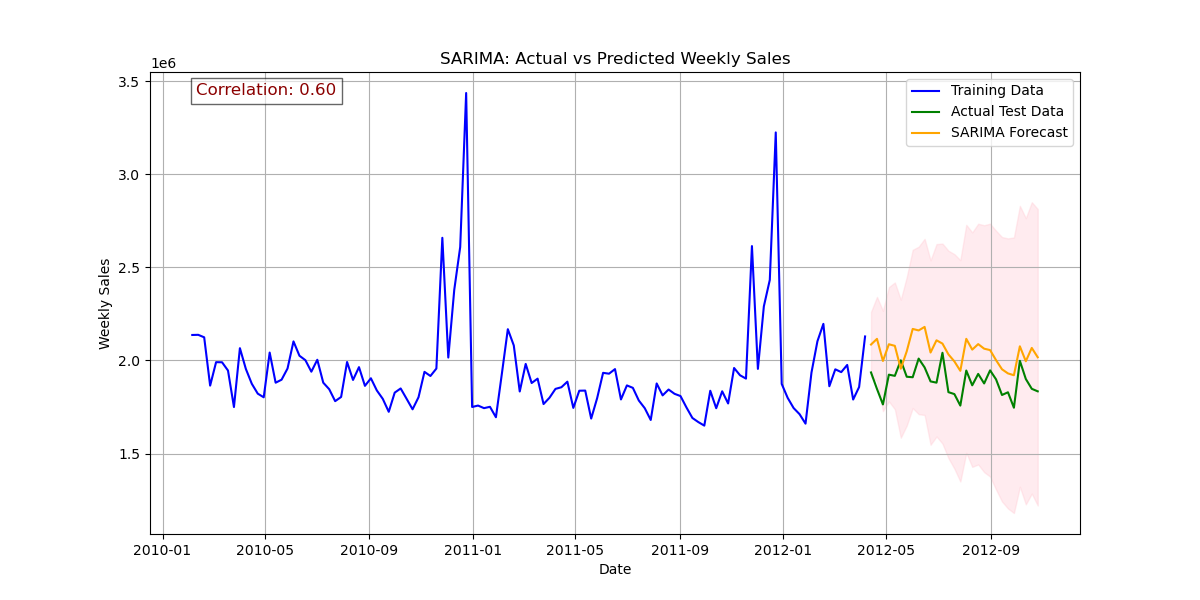 SARIMA: Actual vs Predicted Weekly Sales
1e6
Correlation: 0.60
Training Data
Actual Test Data
SARIMA Forecast
3.5
3.0
2.5
2.0
1.5
Weekly Sales
2010-01 2010-05 2010-09 2011-01 2011-05 2011-09 2012-01 2012-05 2012-09
Date